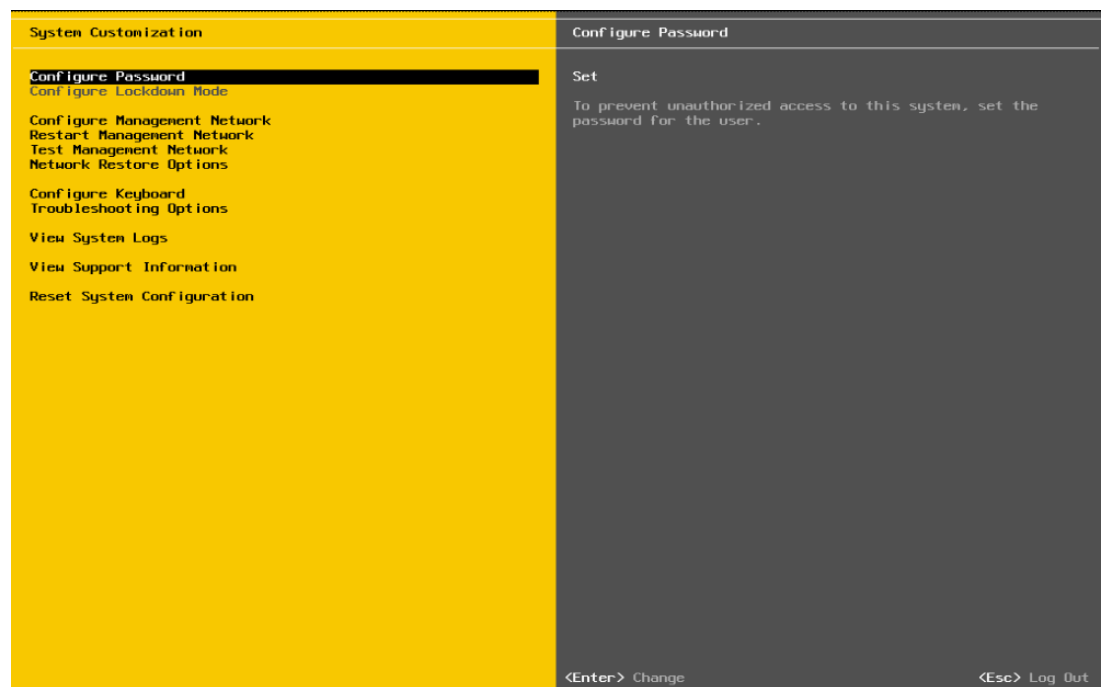 System Customization
Configure Password
Configure Lockdown Mode
Configure Management Network
Restart Management Network
Test Management Network
Network Restore Options
Configure Keyboard
Troubleshooting Options
View System Logs
View Support Information
Reset System Configuration
Configure Password
Set
To prevent unauthorized access to this system, set the
password for the user.
<Enter> Change
<Esc> Log Out